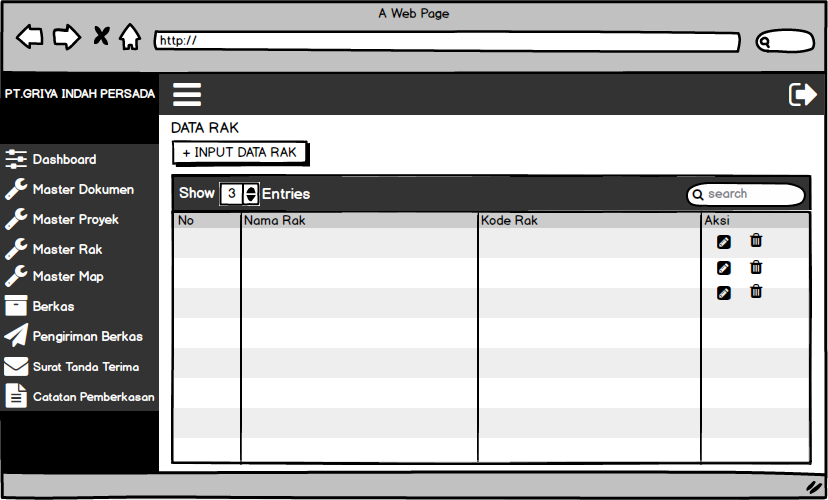 A Web Page
http://
PT.GRIYA INDAH PERSADA
DATA RAK
+ INPUT DATA RAK
Show 3 Entries
search
No Nama Rak Kode Rak Aksi
Dashboard
Master Dokumen
Master Proyek
Master Rak
Master Map
Berkas
Pengiriman Berkas
Surat Tanda Terima
Catatan Pemberkasan